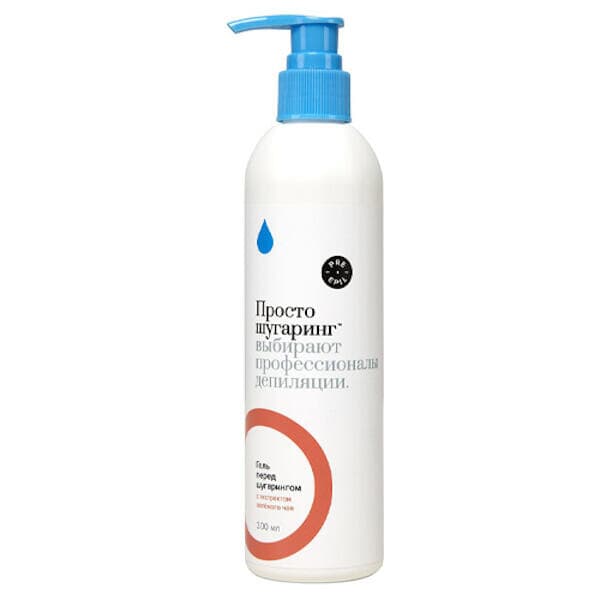 PRE
EPIL
Просто
шугаринг™
выбирают
профессионалы
депиляции.
Гель
перед
шугарингом
с экстрактом
зелёного чая
300 мл